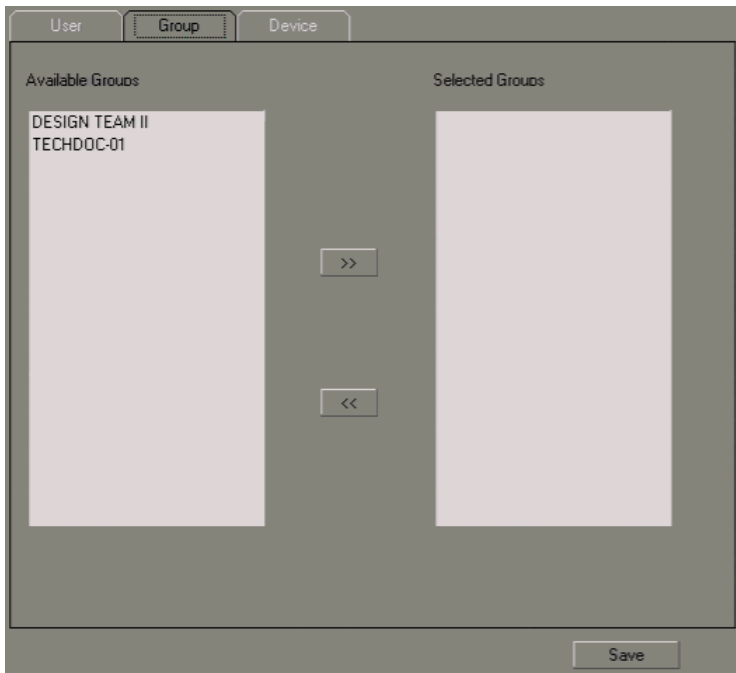 User Group Device
Available Groups Selected Groups
DESIGN TEAM II
TECHDOC-01
>>
<<
Save